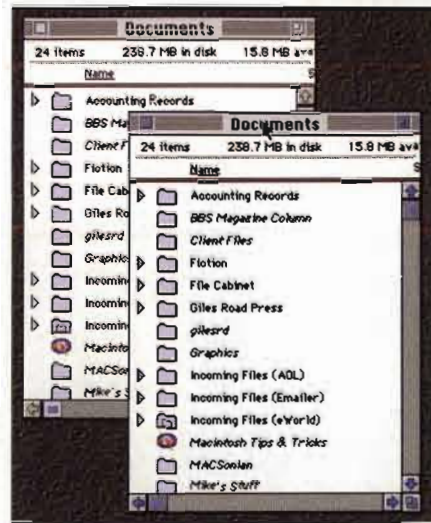 Documents
24 items 238.7 MB in disk 15.8 MB ava
Name S
Accounting Records
BBS Ma
Client F
Fiction
File Cab
Giles Ro
gilesrd
Graphics
Incomin
Incomin
Incomin
Macinto
MACSon
Mike's S
Documents
24 items 238.7 MB in disk 15.8 MB ava
Name S
Accounting Records
BBS Magazine Column
Client Files
Fiction
File Cabinet
Giles Road Press
gilesrd
Graphics
Incoming Files (AOL)
Incoming Files (Emailer)
Incoming Files (eWorld)
Macintosh Tips & Tricks
MACSonian
Mike's Stuff